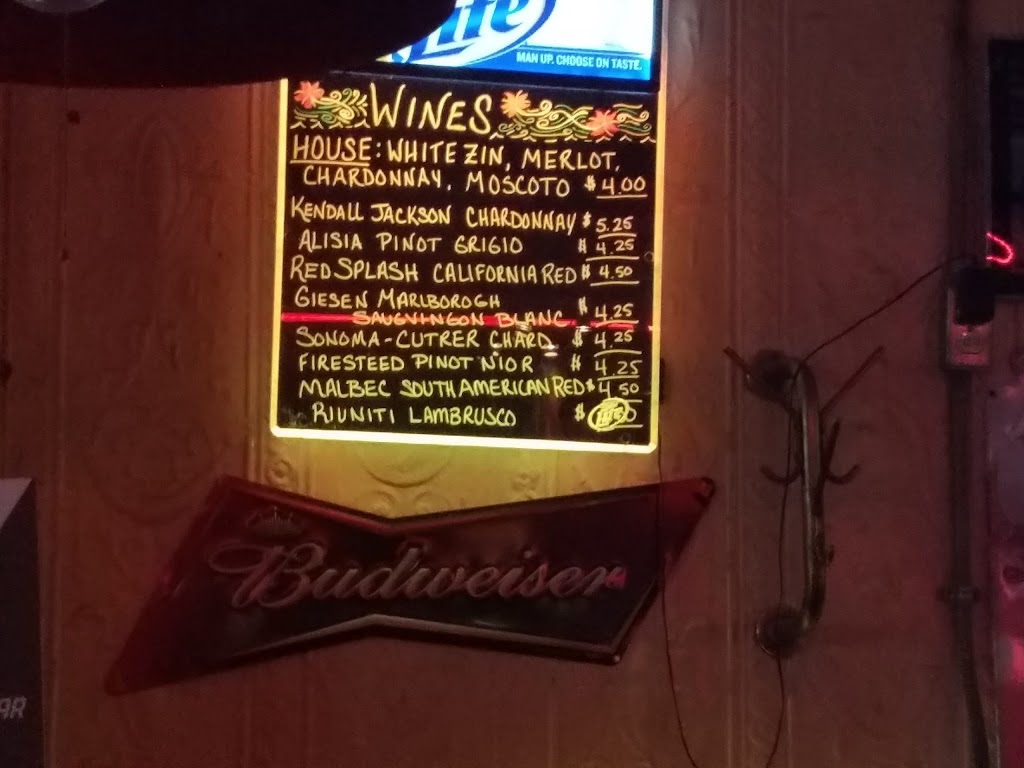 Lite
MAN UP. CHOOSE ON TASTE.
WINES
HOUSE: WHITE ZIN, MERLOT,
CHARDONNAY, MOSCOTO $4.00
KENDALL JACKSON CHARDONNAY $5.25
ALISIA PINOT GRIGIO $4.25
RED SPLASH CALIFORNIA RED $4.50
GIESEN MARLBOROGH
SAUGVINGON BLANC $4.25
SONOMA-CUTRER CHARD $4.25
FIRESTEED PINOT NIOR $4.25
MALBEC SOUTH AMERICAN RED $4.50
RIUNITI LAMBRUSCO $
Budweiser
AR